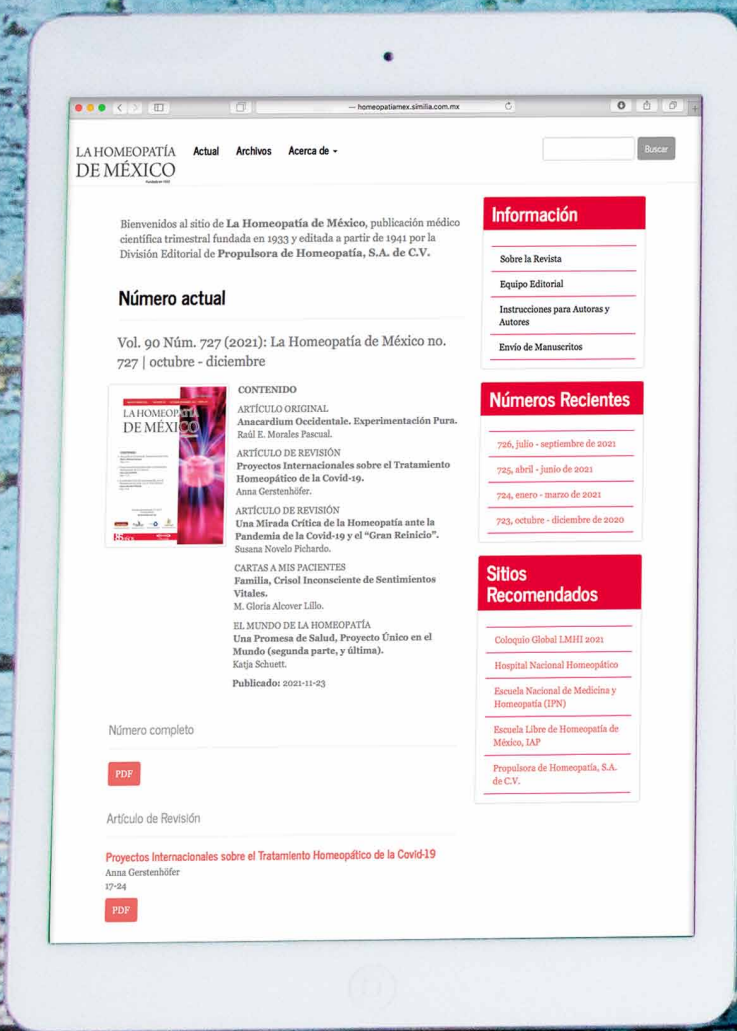 homeopatiamex.similia.com.mx
LA HOMEOPATÍA
DE MÉXICO
Actual
Archivos
Acerca de
Buscar
Bienvenidos al sitio de La Homeopatía de México, publicación médico
científica trimestral fundada en 1933 y editada a partir de 1941 por la
División Editorial de Propulsora de Homeopatía, S.A. de C.V.
Número actual
Vol. 90 Núm. 727 (2021): La Homeopatía de México no.
727 | octubre - diciembre
LA HOMEOPATÍA
DE MÉXICO
CONTENIDO
ARTÍCULO ORIGINAL
Anacardium Occidentale. Experimentación Pura.
Raúl E. Morales Pascual.
ARTÍCULO DE REVISIÓN
Proyectos Internacionales sobre el Tratamiento
Homeopático de la Covid-19.
Anna Gerstenhöfer.
ARTÍCULO DE REVISIÓN
Una Mirada Crítica de la Homeopatía ante la
Pandemia de la Covid-19 y el “Gran Reinicio”.
Susana Novelo Pichardo.
CARTAS A MIS PACIENTES
Familia, Crisol Inconsciente de Sentimientos
Vitales.
M. Gloria Alcover Lillo.
EL MUNDO DE LA HOMEOPATÍA
Una Promesa de Salud, Proyecto Único en el
Mundo (segunda parte, y última).
Katja Schuett.
Publicado: 2021-11-23
Número completo
PDF
Artículo de Revisión
Proyectos Internacionales sobre el Tratamiento Homeopático de la Covid-19
Anna Gerstenhöfer
17-24
PDF
Información
Sobre la Revista
Equipo Editorial
Instrucciones para Autoras y
Autores
Envío de Manuscritos
Números Recientes
726, julio - septiembre de 2021
725, abril - junio de 2021
724, enero - marzo de 2021
723, octubre - diciembre de 2020
Sitios
Recomendados
Coloquio Global LMHI 2021
Hospital Nacional Homeopático
Escuela Nacional de Medicina y
Homeopatía (IPN)
Escuela Libre de Homeopatía de
México, IAP
Propulsora de Homeopatía, S.A.
de C.V.